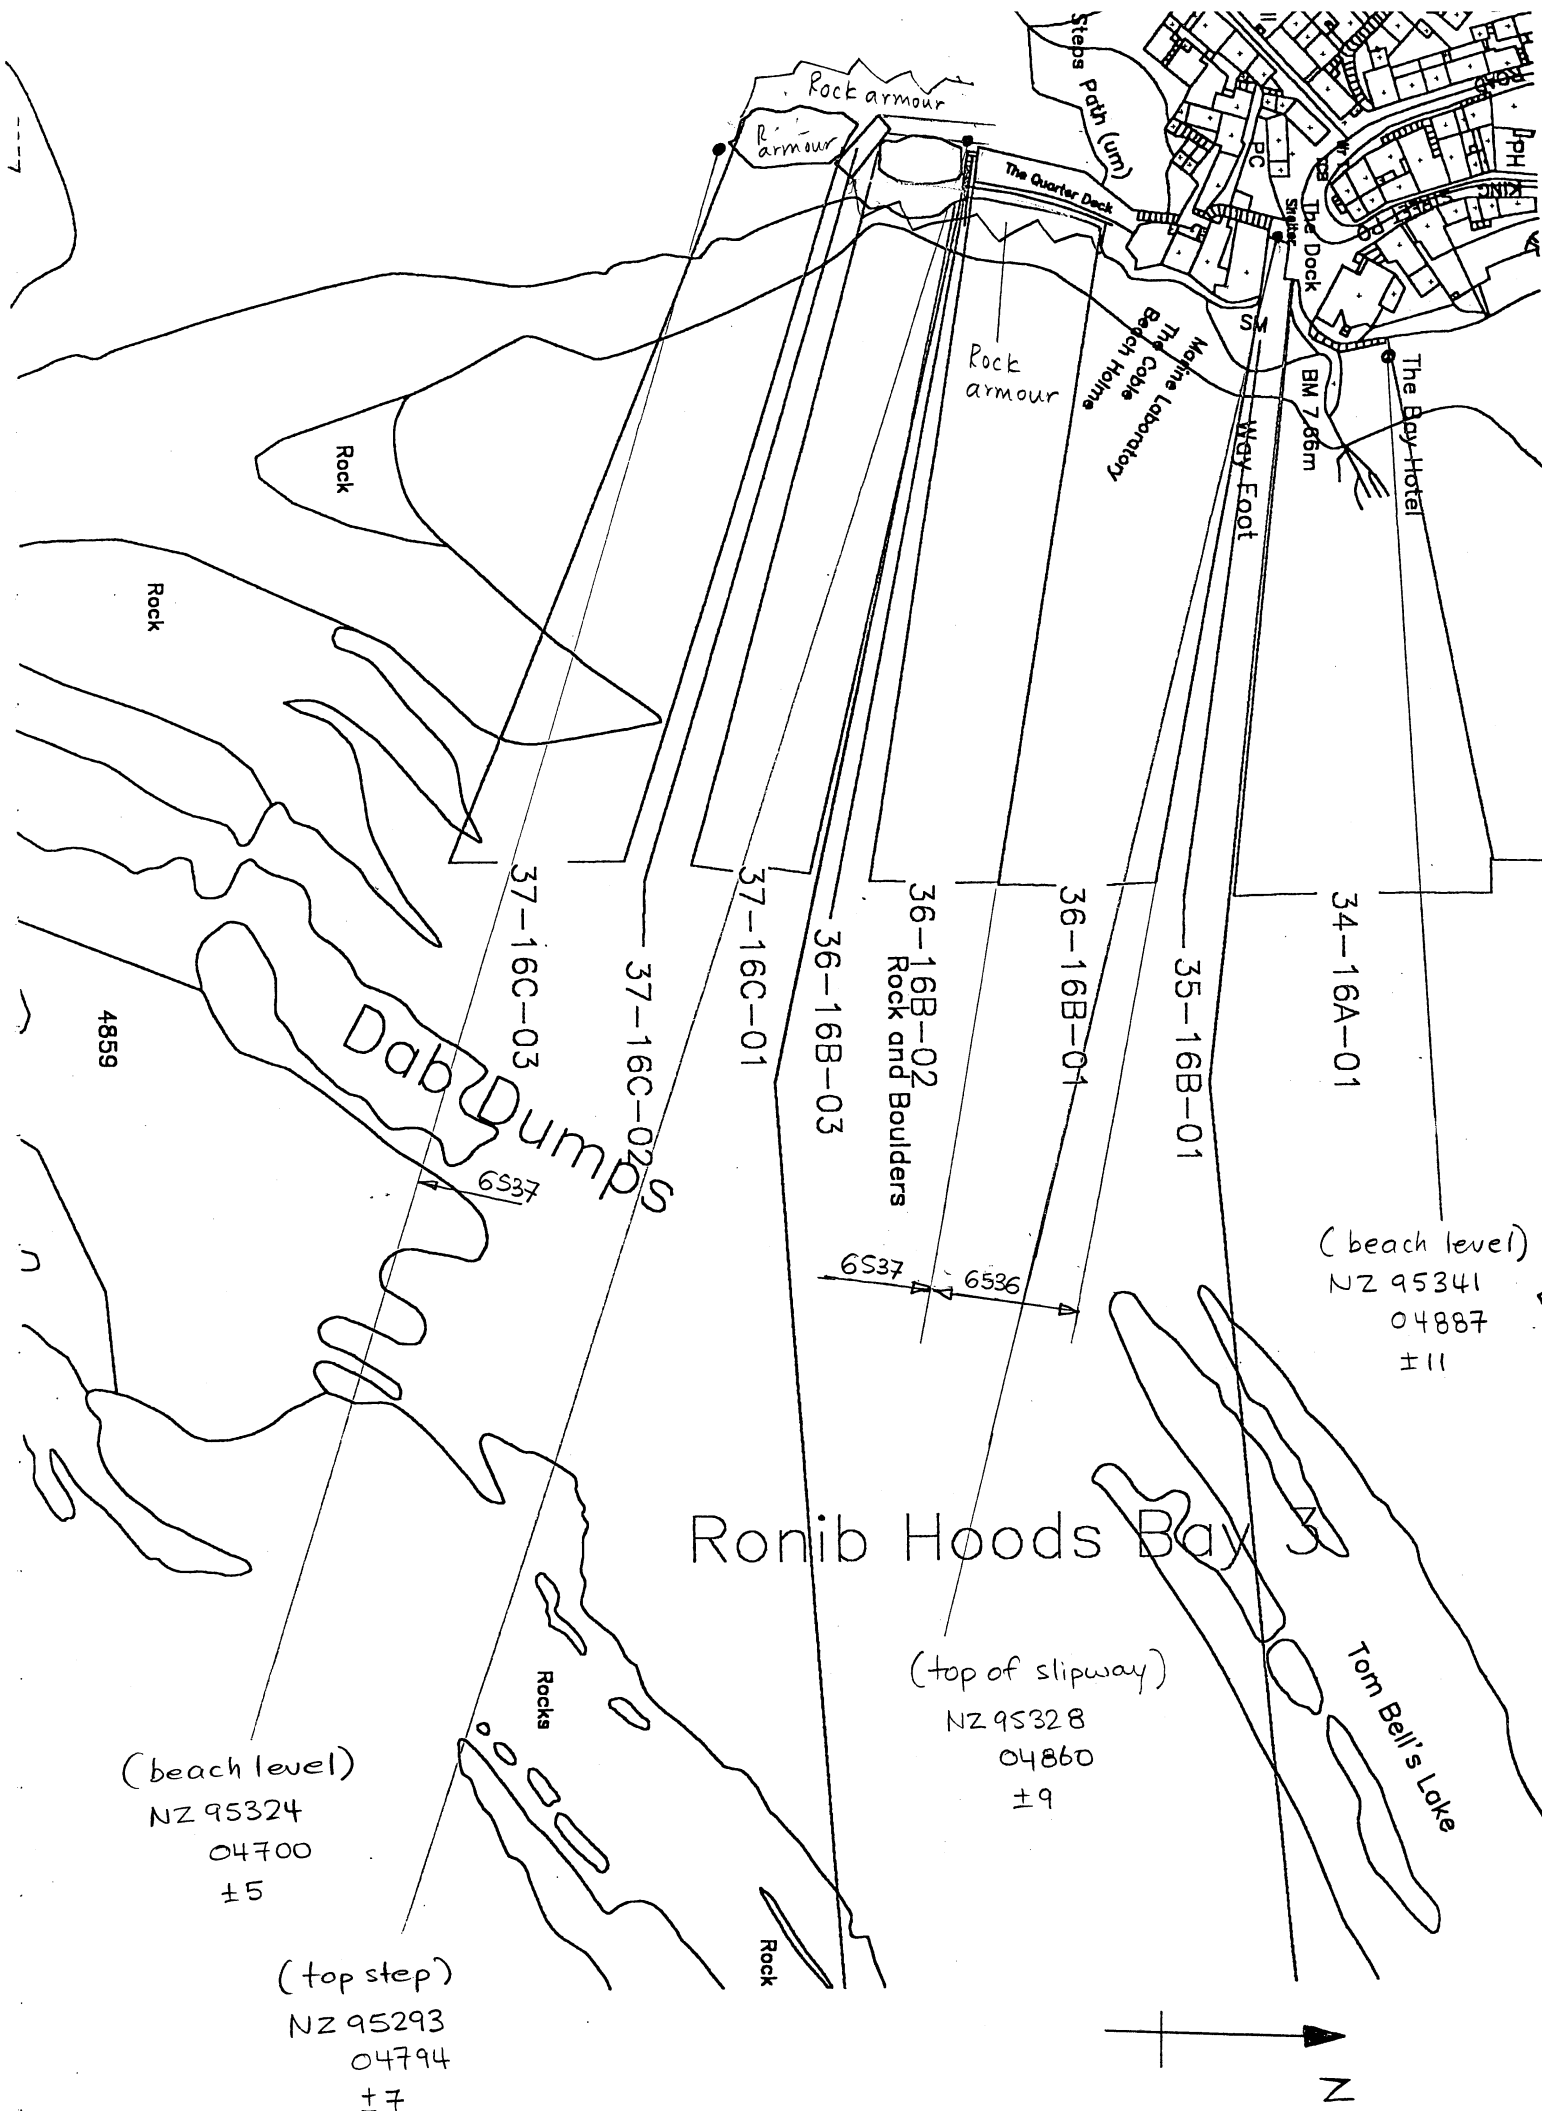 Steps Path (um)
Rock armour
armour
The Quarter Deck
PC
The Dock
Shelter
TCB
PH
KING
Rock
armour
Marine Laboratory
The Coble
Beach Holme
SM
BM 7.66m
The Bay Hotel
Way Foot
Rock
Rock
37-16C-03
37-16C-02
37-16C-01
36-16B-03
36-16B-02
Rock and Boulders
36-16B-01
35-16B-01
34-16A-01
4859
Dab Dumps
6537
6537
6536
(beach level)
NZ 95341
04887
±11
Ronib Hoods Bay 3
(top of slipway)
NZ 95328
04860
±9
Tom Bell's Lake
Rocks
(beach level)
NZ 95324
04700
±5
Rock
(top step)
NZ 95293
04794
±7
N